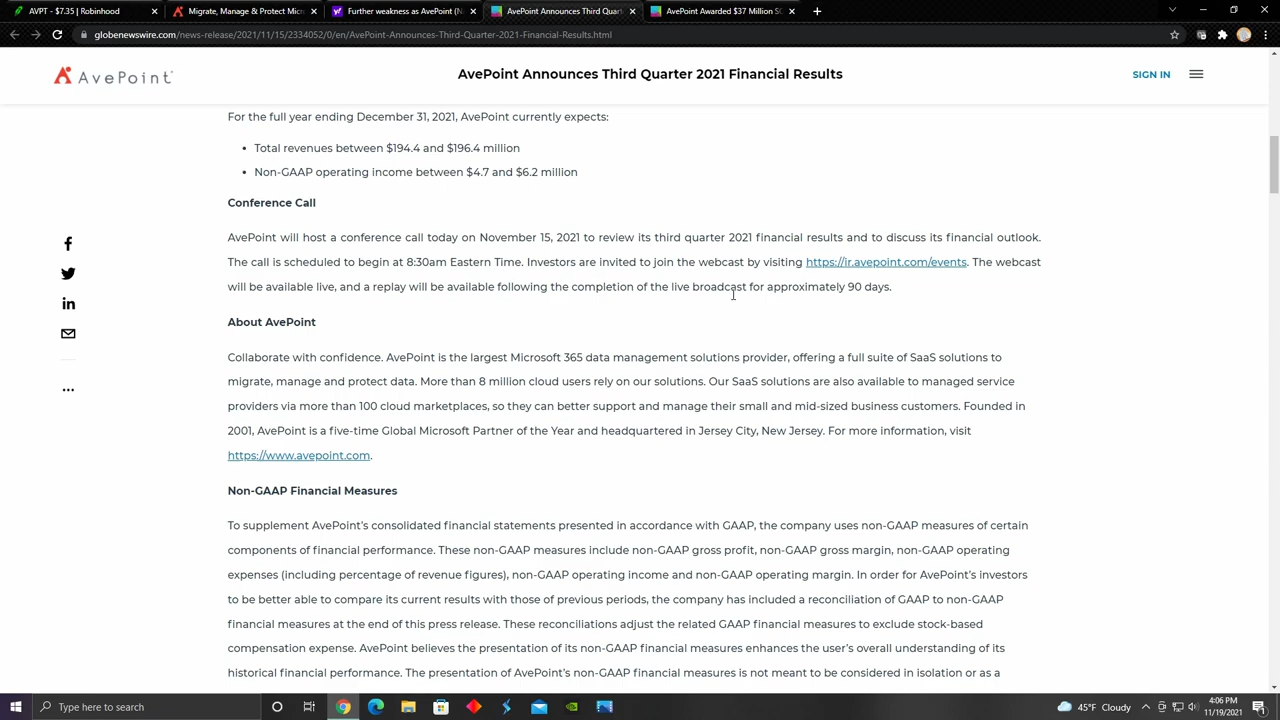 AVPT - $7.35 | Robinhood
Migrate, Manage & Protect Micro
Further weakness as AvePoint (N
AvePoint Announces Third Quart
AvePoint Awarded $37 Million SO
globenewswire.com/news-release/2021/11/15/2334052/0/en/AvePoint-Announces-Third-Quarter-2021-Financial-Results.html
AvePoint
AvePoint Announces Third Quarter 2021 Financial Results
SIGN IN
For the full year ending December 31, 2021, AvePoint currently expects:
• Total revenues between $194.4 and $196.4 million
• Non-GAAP operating income between $4.7 and $6.2 million
Conference Call
AvePoint will host a conference call today on November 15, 2021 to review its third quarter 2021 financial results and to discuss its financial outlook.
The call is scheduled to begin at 8:30am Eastern Time. Investors are invited to join the webcast by visiting https://ir.avepoint.com/events. The webcast
will be available live, and a replay will be available following the completion of the live broadcast for approximately 90 days.
About AvePoint
Collaborate with confidence. AvePoint is the largest Microsoft 365 data management solutions provider, offering a full suite of SaaS solutions to
migrate, manage and protect data. More than 8 million cloud users rely on our solutions. Our SaaS solutions are also available to managed service
providers via more than 100 cloud marketplaces, so they can better support and manage their small and mid-sized business customers. Founded in
2001, AvePoint is a five-time Global Microsoft Partner of the Year and headquartered in Jersey City, New Jersey. For more information, visit
https://www.avepoint.com.
Non-GAAP Financial Measures
To supplement AvePoint's consolidated financial statements presented in accordance with GAAP, the company uses non-GAAP measures of certain
components of financial performance. These non-GAAP measures include non-GAAP gross profit, non-GAAP gross margin, non-GAAP operating
expenses (including percentage of revenue figures), non-GAAP operating income and non-GAAP operating margin. In order for AvePoint's investors
to be better able to compare its current results with those of previous periods, the company has included a reconciliation of GAAP to non-GAAP
financial measures at the end of this press release. These reconciliations adjust the related GAAP financial measures to exclude stock-based
compensation expense. AvePoint believes the presentation of its non-GAAP financial measures enhances the user's overall understanding of its
historical financial performance. The presentation of AvePoint's non-GAAP financial measures is not meant to be considered in isolation or as a
Type here to search
45°F Cloudy
4:06 PM
11/19/2021